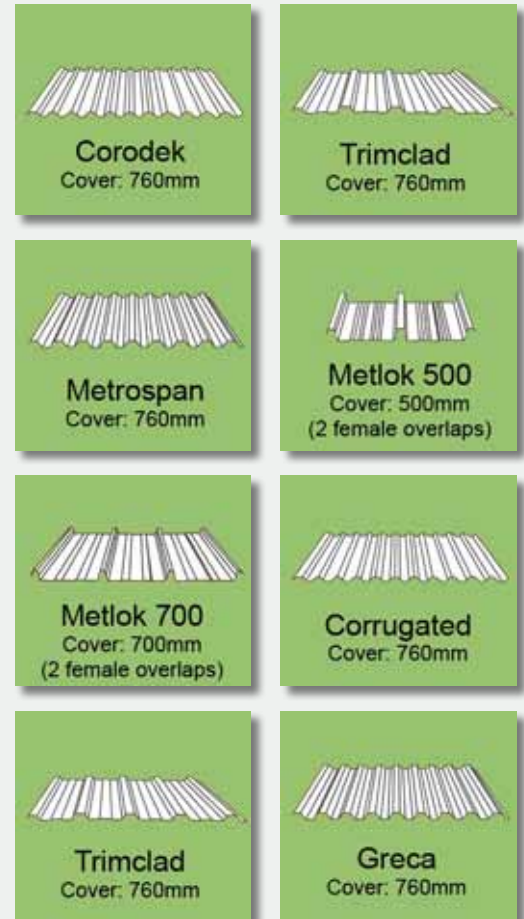 Corodek
Cover: 760mm
Trimclad
Cover: 760mm
Metrospan
Cover: 760mm
Metlok 500
Cover: 500mm
(2 female overlaps)
Metlok 700
Cover: 700mm
(2 female overlaps)
Corrugated
Cover: 760mm
Trimclad
Cover: 760mm
Greca
Cover: 760mm